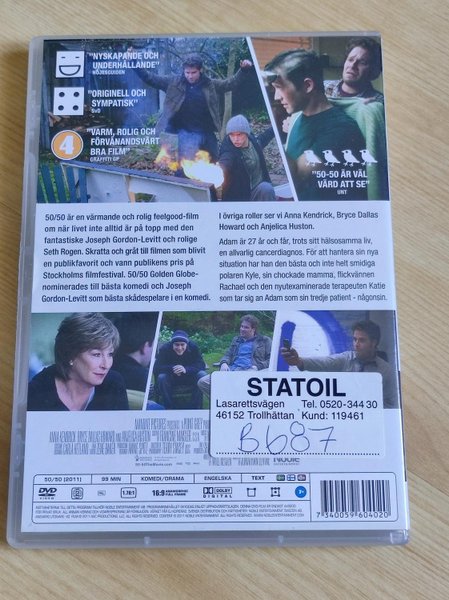 "NYSKAPANDE OCH
UNDERHÅLLANDE"
NÖJESGUIDEN
"ORIGINELL OCH
SYMPATISK"
SvD
4
"VARM, ROLIG OCH
FÖRVÅNANSVÄRT
BRA FILM"
GRAFFITI GP
"50-50 ÄR VÄL
VÄRD ATT SE"
UNT
50/50 är en värmande och rolig feelgood-film
om när livet inte alltid är på topp med den
fantastiske Joseph Gordon-Levitt och rolige
Seth Rogen. Skratta och gråt till filmen som blivit
en publikfavorit och vann publikens pris på
Stockholms filmfestival. 50/50 Golden Globe-
nominerades till bästa komedi och Joseph
Gordon-Levitt som bästa skådespelare i en komedi.
I övriga roller ser vi Anna Kendrick, Bryce Dallas
Howard och Anjelica Huston.
Adam är 27 år och får, trots sitt hälsosamma liv,
en allvarlig cancerdiagnos. För att hantera sin nya
situation har han den bästa och inte helt smidiga
polaren Kyle, sin chockade mamma, flickvännen
Rachael och den nyutexaminerade terapeuten Katie
som tar sig an Adam som sin tredje patient - någonsin.
STATOIL
Lasarettsvägen Tel. 0520-344 30
46152 Trollhättan Kund: 119461
B687
50/50 (2011) 99 MIN KOMEDI/DRAMA ENGELSKA TEXT
DVD VIDEO 1.78:1 16:9 DOLBY DIGITAL
7 340059 604020